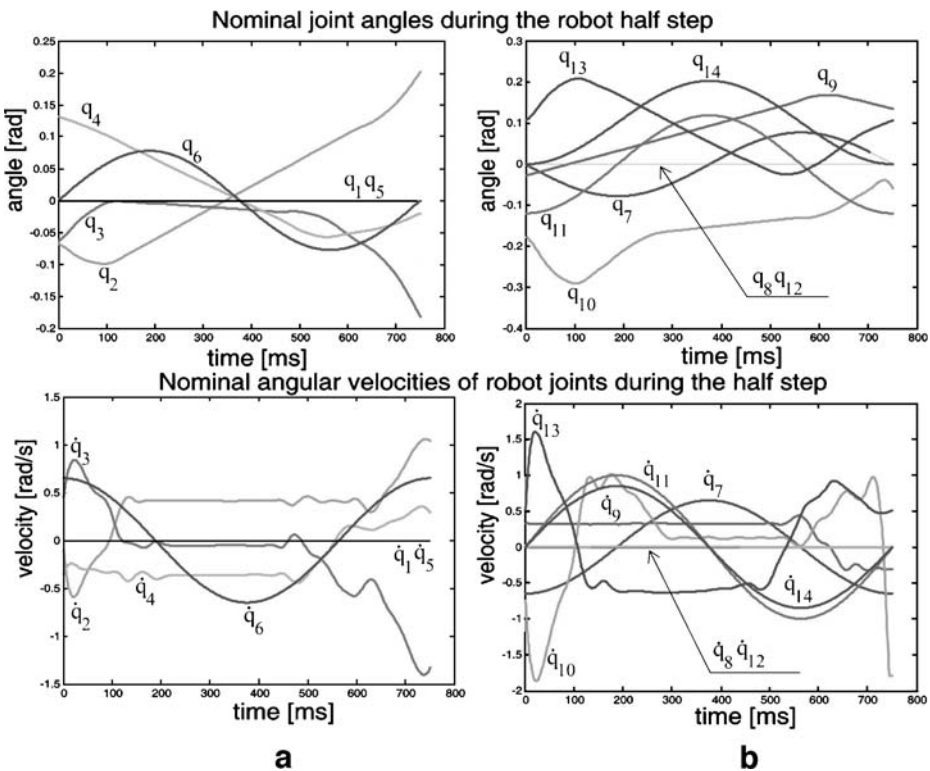 Nominal joint angles during the robot half step
0.25
0.2
0.15
0.1
0.05
0
-0.05
-0.1
-0.15
-0.2
angle [rad]
q4
q6
q1 q5
q3
q2
0 100 200 300 400 500 600 700 800
time [ms]
0.3
0.2
0.1
0
-0.1
-0.2
-0.3
-0.4
angle [rad]
q13
q14
q9
q11
q7
q8 q12
q10
0 100 200 300 400 500 600 700 800
time [ms]
Nominal angular velocities of robot joints during the half step
1.5
1
0.5
0
-0.5
-1
-1.5
velocity [rad/s]
q̇3
q̇1 q̇5
q̇2
q̇4
q̇6
0 100 200 300 400 500 600 700 800
time [ms]
2
1.5
1
0.5
0
-0.5
-1
-1.5
-2
velocity [rad/s]
q̇13
q̇11
q̇7
q̇9
q̇14
q̇8 q̇12
q̇10
0 100 200 300 400 500 600 700 800
time [ms]
a
b